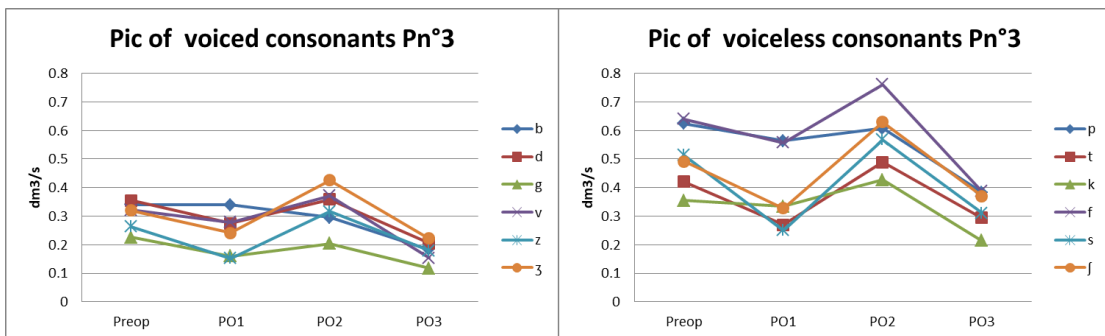 Pic of voiced consonants Pn°3
0.8
0.7
0.6
0.5
0.4
0.3
0.2
0.1
0
dm3/s
Preop PO1 PO2 PO3
b
d
g
v
z
ʒ
Pic of voiceless consonants Pn°3
0.8
0.7
0.6
0.5
0.4
0.3
0.2
0.1
0
dm3/s
Preop PO1 PO2 PO3
p
t
k
f
s
ʃ